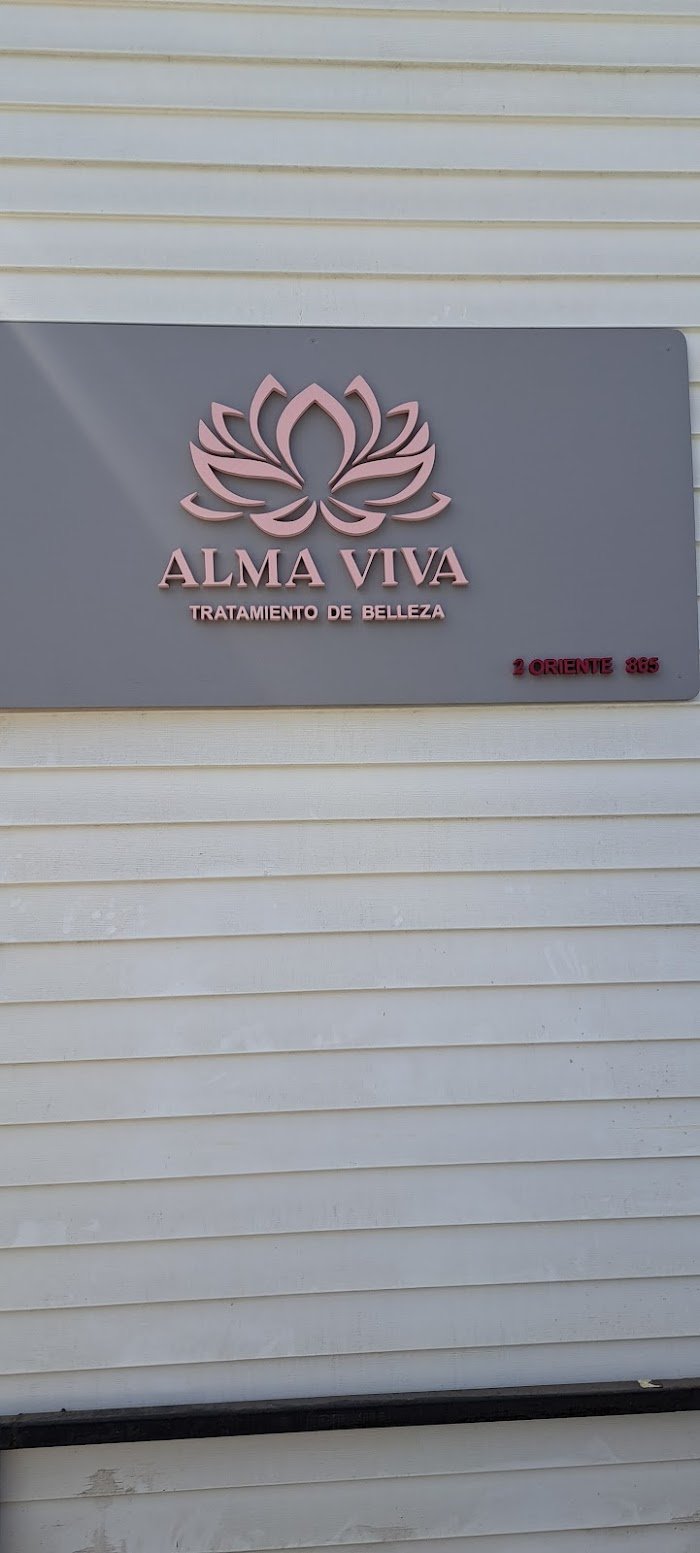 ALMA VIVA
TRATAMIENTO DE BELLEZA
2 ORIENTE 865